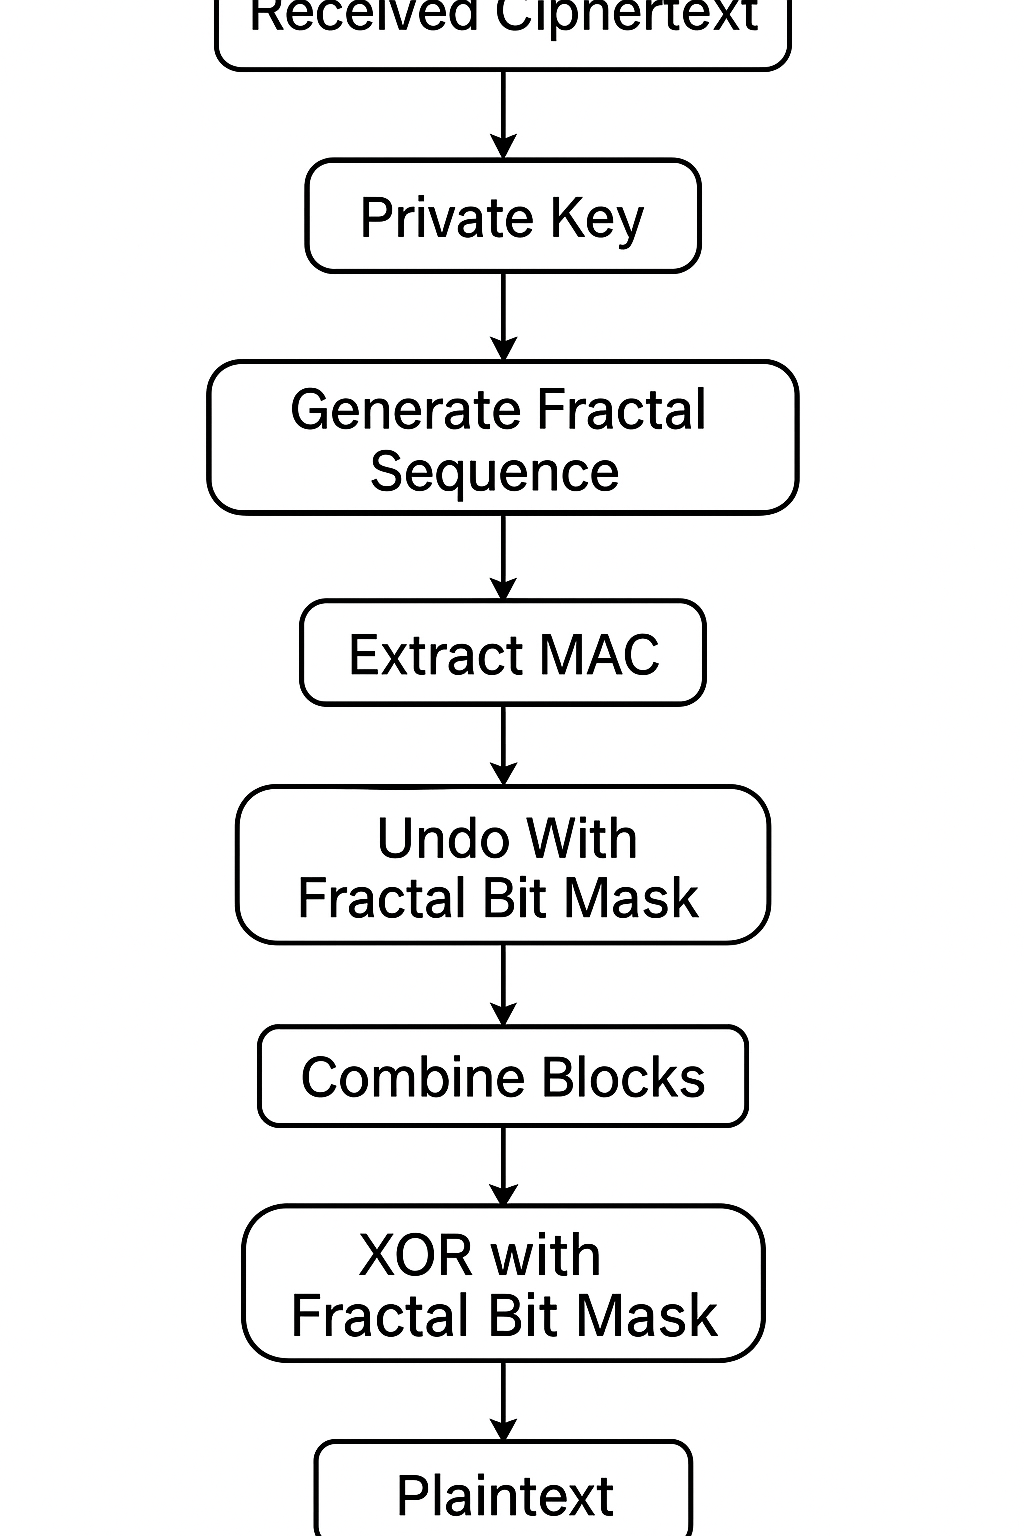 Received Ciphertext
Private Key
Generate Fractal
Sequence
Extract MAC
Undo With
Fractal Bit Mask
Combine Blocks
XOR with
Fractal Bit Mask
Plaintext